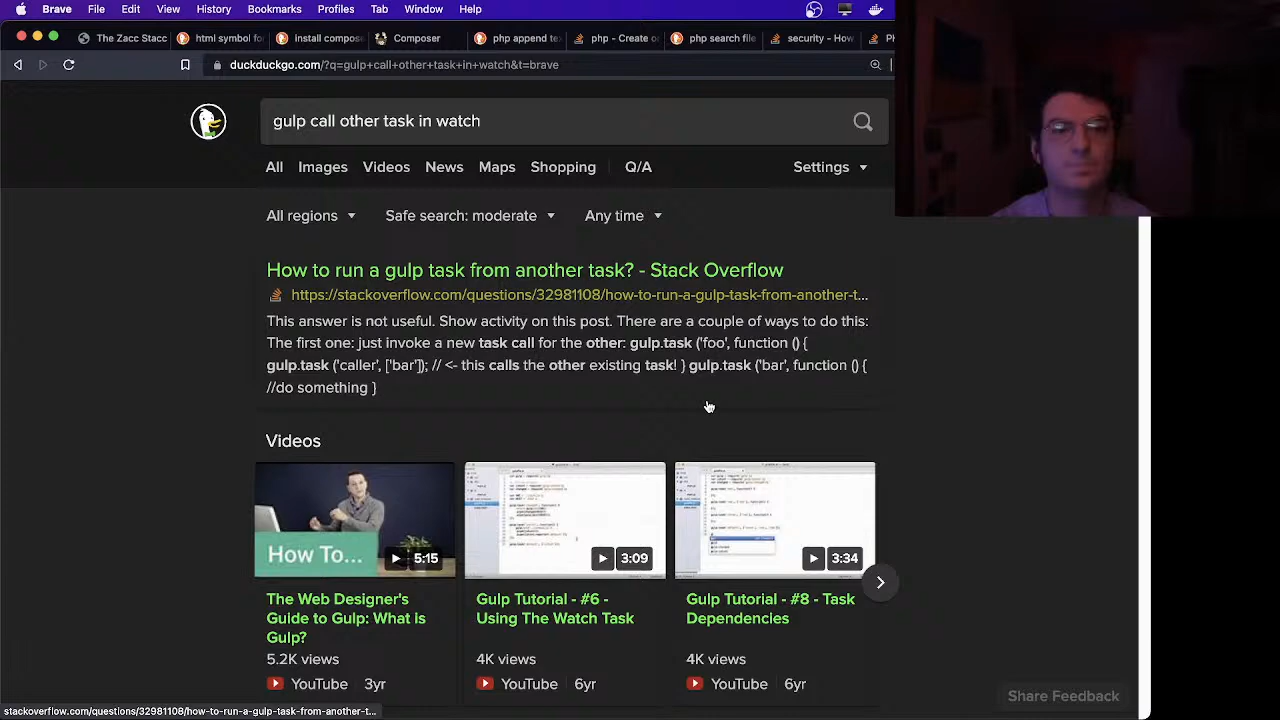 Brave File Edit View History Bookmarks Profiles Tab Window Help
The Zacc Stacc
html symbol fo
install compos
Composer
php append te
php - Create o
php search file
security - How
duckduckgo.com/?q=gulp+call+other+task+in+watch&t=brave
gulp call other task in watch
All Images Videos News Maps Shopping Q/A Settings
All regions Safe search: moderate Any time
How to run a gulp task from another task? - Stack Overflow
https://stackoverflow.com/questions/32981108/how-to-run-a-gulp-task-from-another-t...
This answer is not useful. Show activity on this post. There are a couple of ways to do this:
The first one: just invoke a new task call for the other: gulp.task ('foo', function () {
gulp.task ('caller', ['bar']); // <- this calls the other existing task! } gulp.task ('bar', function () {
//do something }
Videos
How To...
5:15
3:09
3:34
The Web Designer's
Guide to Gulp: What is
Gulp?
5.2K views
YouTube 3yr
Gulp Tutorial - #6 -
Using The Watch Task
4K views
YouTube 6yr
Gulp Tutorial - #8 - Task
Dependencies
4K views
YouTube 6yr
Share Feedback
stackoverflow.com/questions/32981108/how-to-run-a-gulp-task-from-